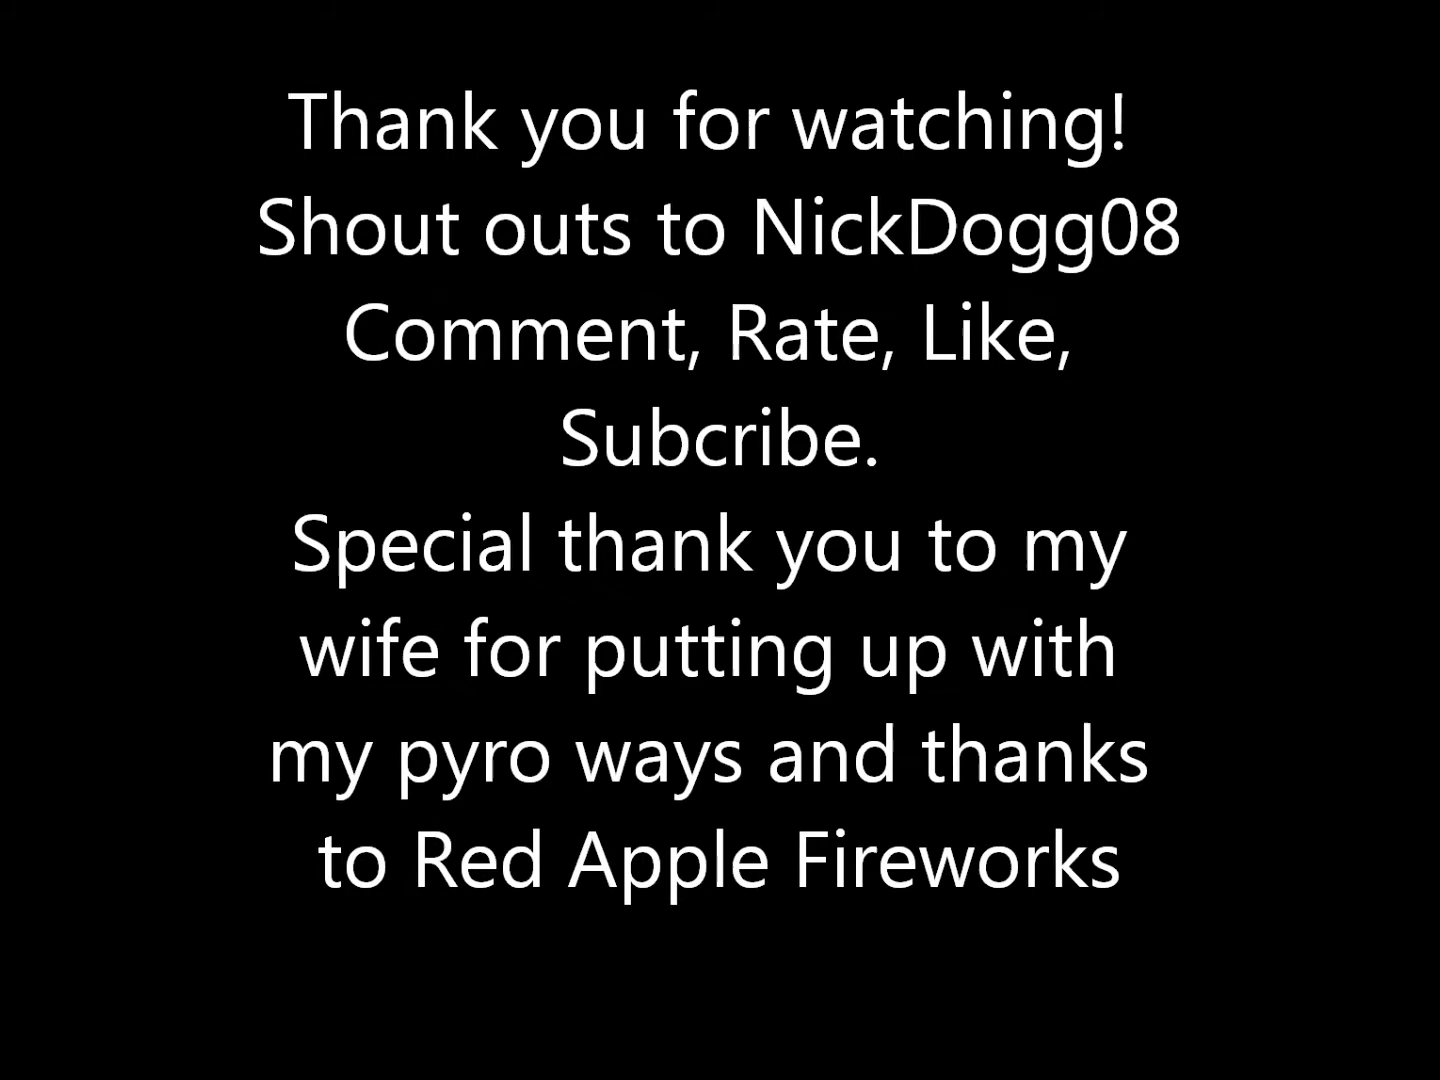 Thank you for watching!
Shout outs to NickDogg08
Comment, Rate, Like,
Subcribe.
Special thank you to my
wife for putting up with
my pyro ways and thanks
to Red Apple Fireworks